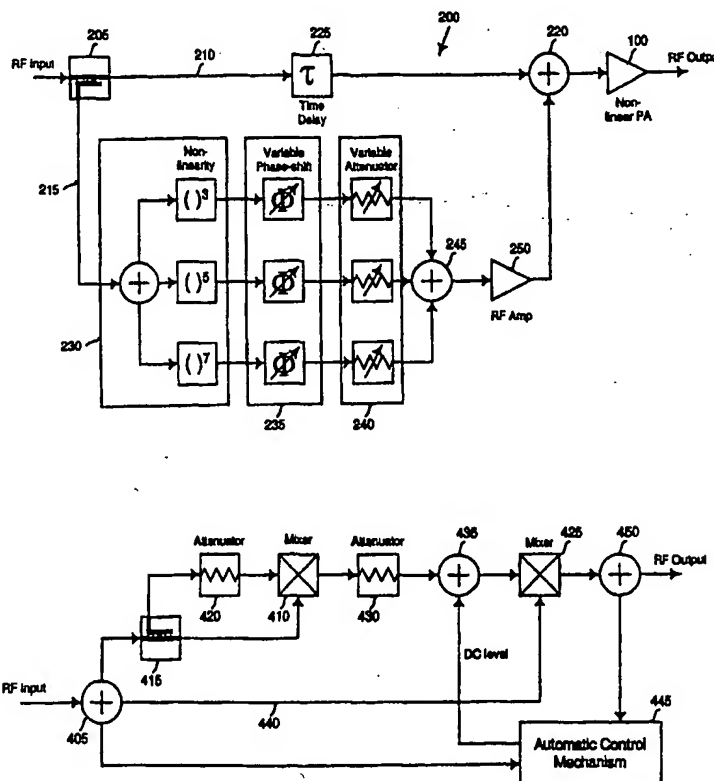 205
225
200
220
100
RF Input
210
τ
RF Output
Time
Delay
Non-
linear PA
215
Non-
linearity
Variable
Phase-shift
Variable
Attenuator
( )3
Φ
245
250
( )5
Φ
RF Amp
230
( )7
Φ
235
240
Attenuator
Mixer
Attenuator
435
Mixer
425
450
RF Output
420
410
430
415
DC level
RF Input
440
445
405
Automatic Control
Mechanism